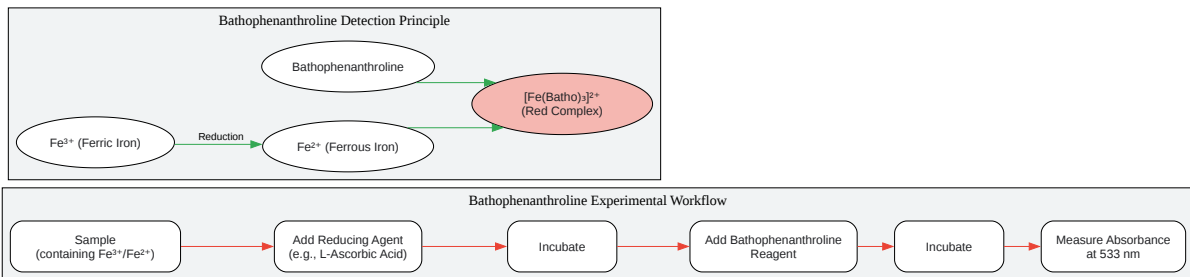 Bathophenanthroline Detection Principle
Bathophenanthroline
[Fe(Batho)₃]²⁺
(Red Complex)
Fe³⁺ (Ferric Iron)
Reduction
Fe²⁺ (Ferrous Iron)
Bathophenanthroline Experimental Workflow
Sample
(containing Fe³⁺/Fe²⁺)
Add Reducing Agent
(e.g., L-Ascorbic Acid)
Incubate
Add Bathophenanthroline
Reagent
Incubate
Measure Absorbance
at 533 nm